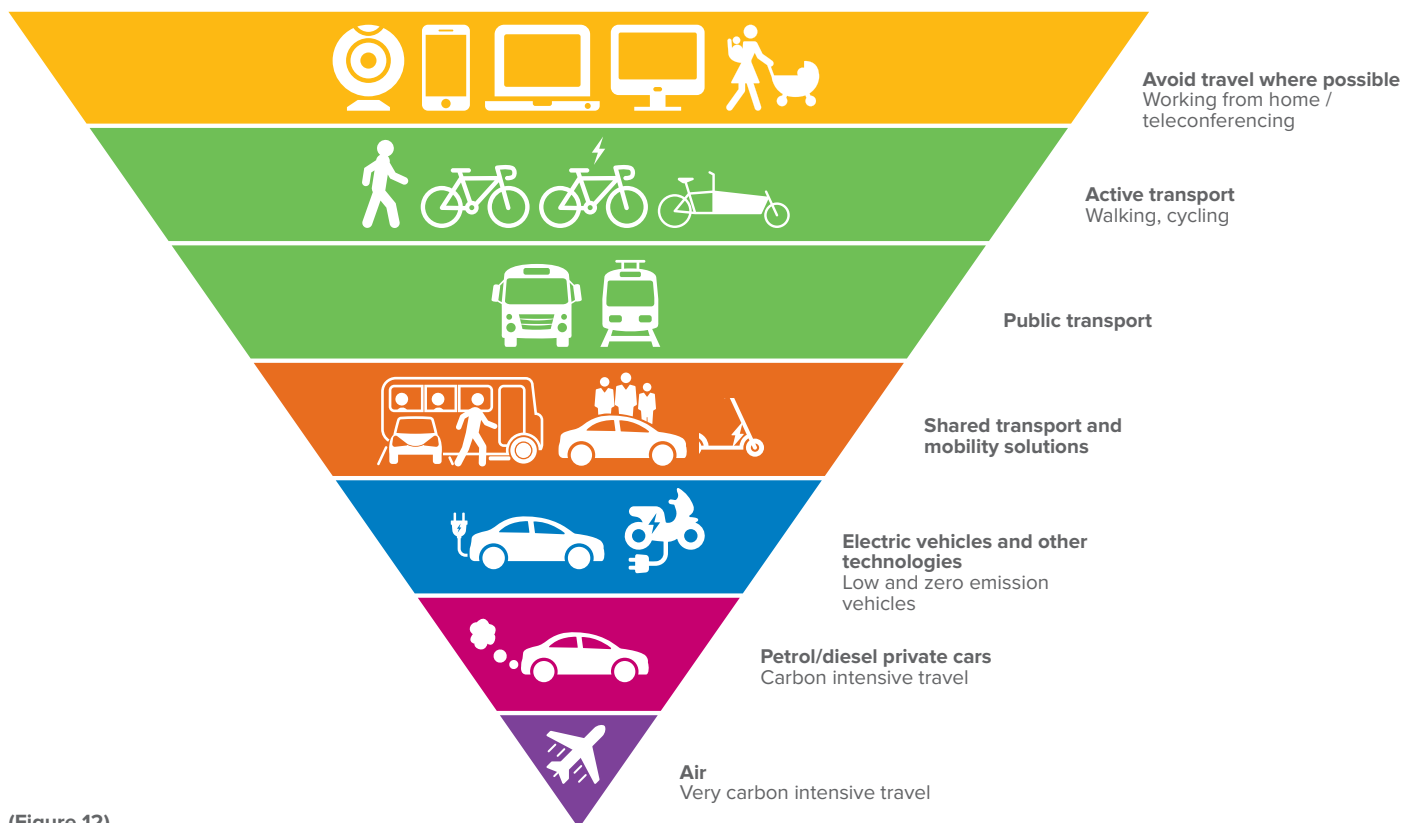 Avoid travel where possible
Working from home /
teleconferencing
Active transport
Walking, cycling
Public transport
Shared transport and
mobility solutions
Electric vehicles and other
technologies
Low and zero emission
vehicles
Petrol/diesel private cars
Carbon intensive travel
Air
Very carbon intensive travel
(Figure 12)